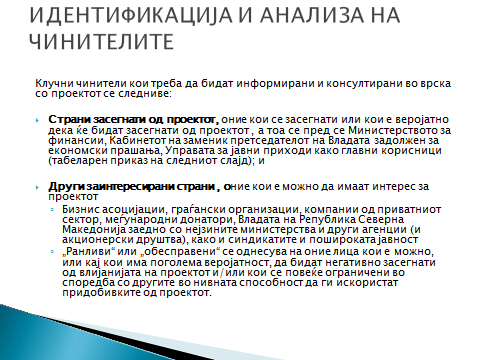 ИДЕНТИФИКАЦИЈА И АНАЛИЗА НА
ЧИНИТЕЛИТЕ
Клучни чинители кои треба да бидат информирани и консултирани во врска
со проектот се следниве:
Страни засегнати од проектот, оние кои се засегнати или кои е веројатно
дека ќе бидат засегнати од проектот , а тоа се пред се Министерството за
финансии, Кабинетот на заменик претседателот на Владата задолжен за
економски прашања, Управата за јавни приходи како главни корисници
(табеларен приказ на следниот слајд); и
Други заинтересирани страни , оние кои е можно да имаат интерес за
проектот
Бизнис асоцијации, граѓански организации, компании од приватниот
сектор, меѓународни донатори, Владата на Република Северна
Македонија заедно со нејзините министерства и други агенции (и
акционерски друштва), како и синдикатите и пошироката јавност
„Ранливи“ или „обесправени“ се однесува на оние лица кои е можно,
или кај кои има поголема веројатност, да бидат негативно засегнати
од влијанијата на проектот и/или кои се повеќе ограничени во
споредба со другите во нивната способност да ги искористат
придобивките од проектот.